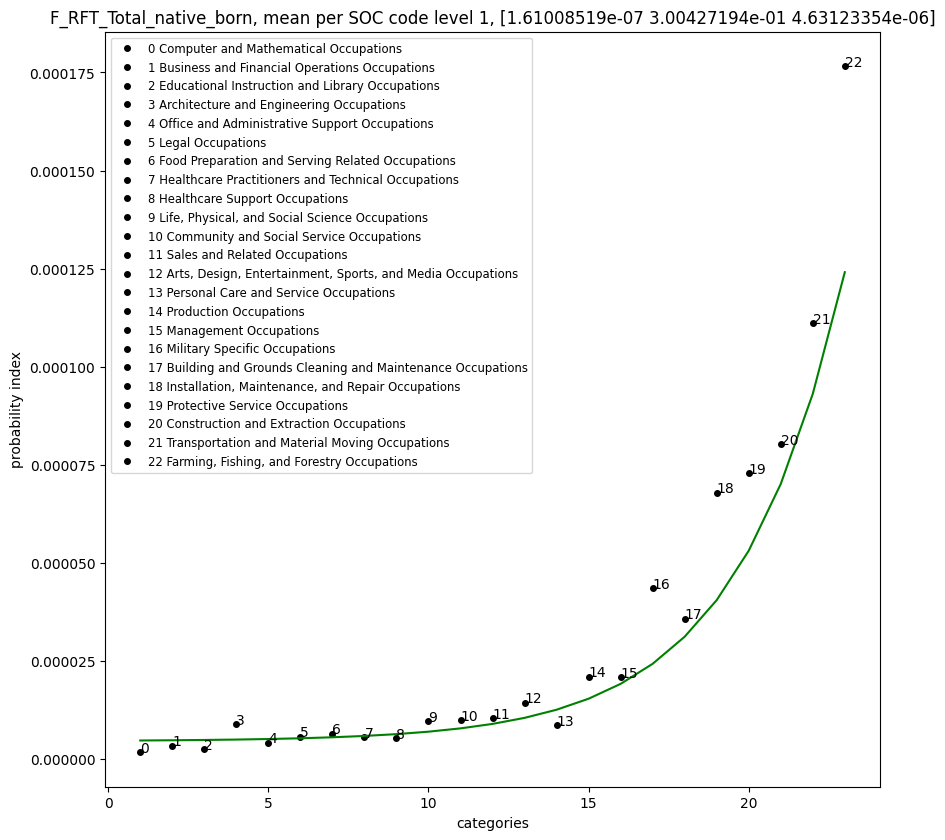 F_RFT_Total_native_born, mean per SOC code level 1, [1.61008519e-07 3.00427194e-01 4.63123354e-06]
0 Computer and Mathematical Occupations
1 Business and Financial Operations Occupations
2 Educational Instruction and Library Occupations
3 Architecture and Engineering Occupations
4 Office and Administrative Support Occupations
5 Legal Occupations
6 Food Preparation and Serving Related Occupations
7 Healthcare Practitioners and Technical Occupations
8 Healthcare Support Occupations
9 Life, Physical, and Social Science Occupations
10 Community and Social Service Occupations
11 Sales and Related Occupations
12 Arts, Design, Entertainment, Sports, and Media Occupations
13 Personal Care and Service Occupations
14 Production Occupations
15 Management Occupations
16 Military Specific Occupations
17 Building and Grounds Cleaning and Maintenance Occupations
18 Installation, Maintenance, and Repair Occupations
19 Protective Service Occupations
20 Construction and Extraction Occupations
21 Transportation and Material Moving Occupations
22 Farming, Fishing, and Forestry Occupations
probability index
0.000175
0.000150
0.000125
0.000100
0.000075
0.000050
0.000025
0.000000
0
1
2
3
4
5
6
7
8
9
10
11
12
13
14
15
16
17
18
19
20
21
22
0
5
10
15
20
categories